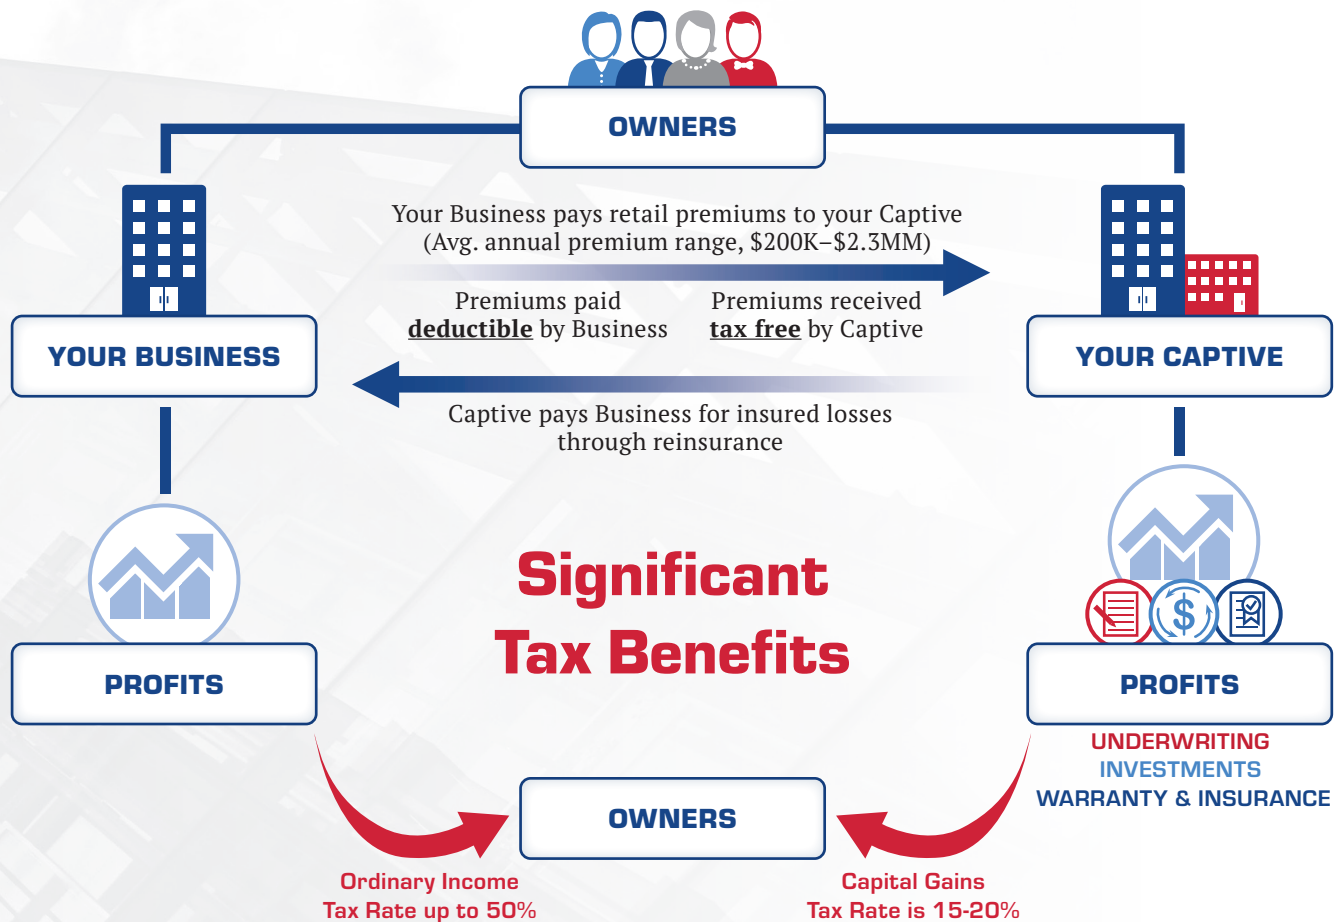 OWNERS
Your Business pays retail premiums to your Captive
(Avg. annual premium range, $200K–$2.3MM)
Premiums paid
deductible by Business
Premiums received
tax free by Captive
YOUR BUSINESS
YOUR CAPTIVE
Captive pays Business for insured losses
through reinsurance
Significant
Tax Benefits
$
PROFITS
PROFITS
UNDERWRITING
INVESTMENTS
WARRANTY & INSURANCE
OWNERS
Ordinary Income
Tax Rate up to 50%
Capital Gains
Tax Rate is 15-20%